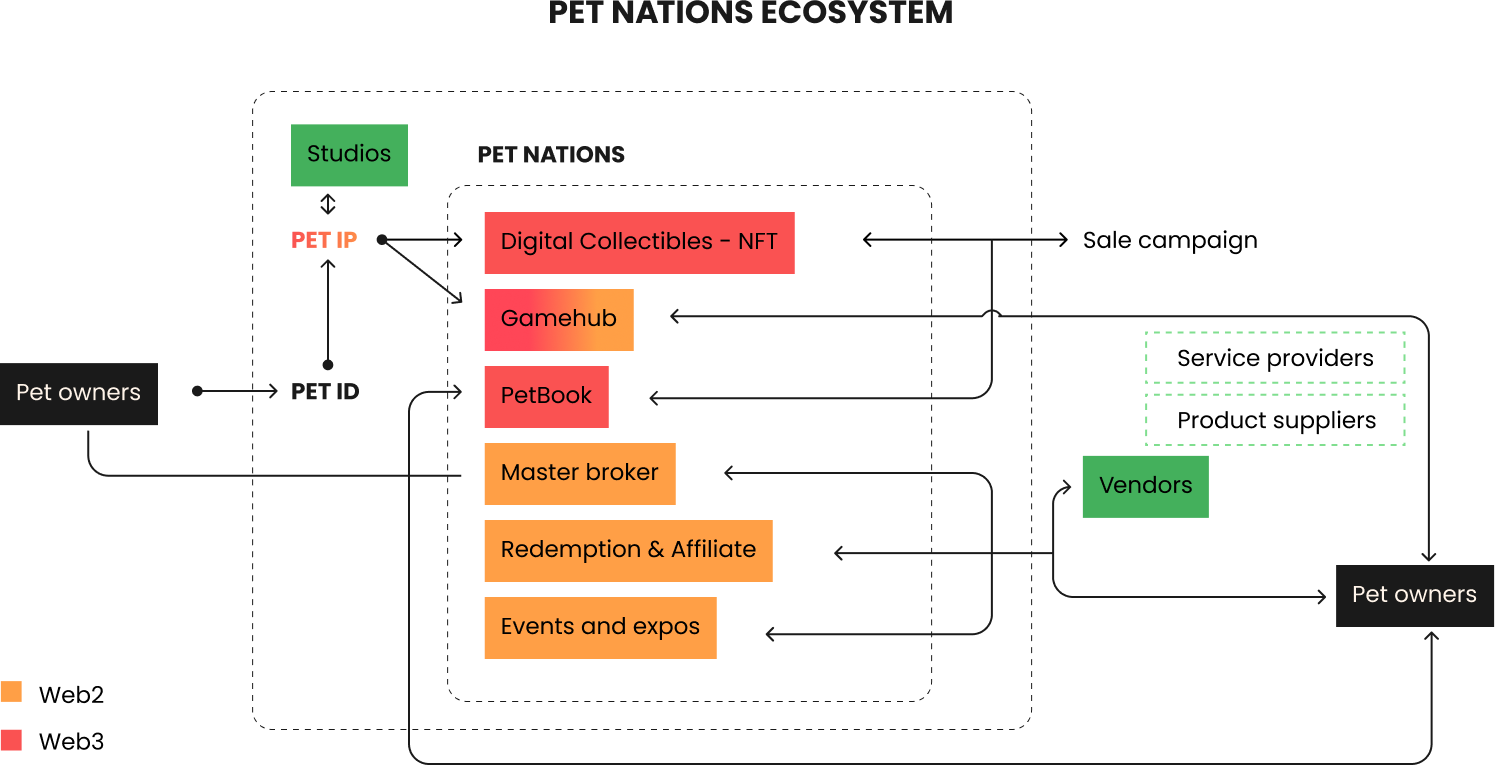 PET NATIONS ECOSYSTEM
Studios
PET NATIONS
PET IP
Digital Collectibles - NFT
Sale campaign
Gamehub
Service providers
Pet owners
PET ID
PetBook
Product suppliers
Master broker
Vendors
Redemption & Affiliate
Pet owners
Events and expos
Web2
Web3